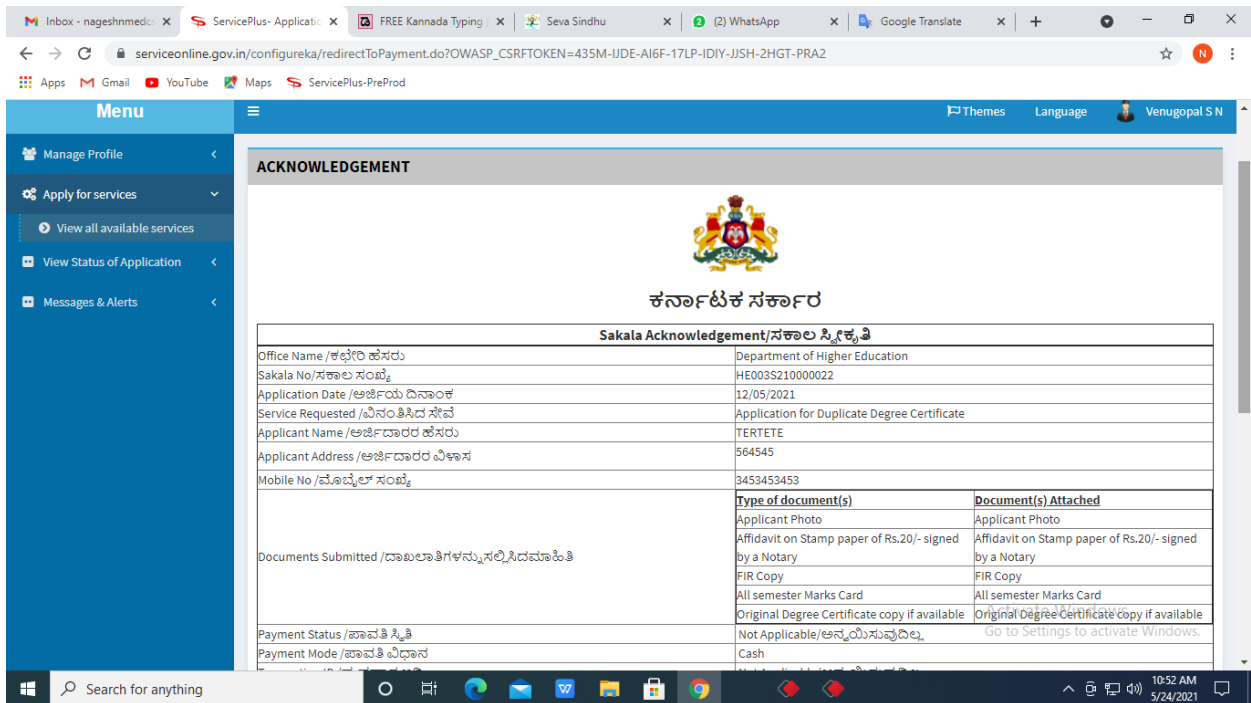 Inbox - nageshnmedc
ServicePlus- Applicatic
FREE Kannada Typing
Seva Sindhu
(2) WhatsApp
Google Translate
serviceonline.gov.in/configureka/redirectToPayment.do?OWASP_CSRFTOKEN=435M-IJDE-AI6F-17LP-IDIY-JJSH-2HGT-PRA2
N
Apps
Gmail
YouTube
Maps
ServicePlus-PreProd
Menu
Themes
Language
Venugopal S N
Manage Profile
Apply for services
View all available services
View Status of Application
Messages & Alerts
ACKNOWLEDGEMENT
ಕರ್ನಾಟಕ ಸರ್ಕಾರ
Sakala Acknowledgement/ಸಕಾಲ ಸ್ವೀಕೃತಿ
Office Name /ಕಛೇರಿ ಹೆಸರು Department of Higher Education
Sakala No/ಸಕಾಲ ಸಂಖ್ಯೆ HE003S210000022
Application Date /ಅರ್ಜಿಯ ದಿನಾಂಕ 12/05/2021
Service Requested /ವಿನಂತಿಸಿದ ಸೇವೆ Application for Duplicate Degree Certificate
Applicant Name /ಅರ್ಜಿದಾರರ ಹೆಸರು TERTETE
Applicant Address /ಅರ್ಜಿದಾರರ ವಿಳಾಸ 564545
Mobile No /ಮೊಬೈಲ್ ಸಂಖ್ಯೆ 3453453453
Documents Submitted /ದಾಖಲಾತಿಗಳನ್ನು ಸಲ್ಲಿಸಿದಮಾಹಿತಿ
Type of document(s) Document(s) Attached
Applicant Photo Applicant Photo
Affidavit on Stamp paper of Rs.20/- signed Affidavit on Stamp paper of Rs.20/- signed
by a Notary by a Notary
FIR Copy FIR Copy
All semester Marks Card All semester Marks Card
Original Degree Certificate copy if available Original Degree Certificate copy if available
Payment Status /ಪಾವತಿ ಸ್ಥಿತಿ Not Applicable/ಅನ್ವಯಿಸುವುದಿಲ್ಲ
Payment Mode /ಪಾವತಿ ವಿಧಾನ Cash
Activate Windows
Go to Settings to activate Windows.
Search for anything
10:52 AM
5/24/2021